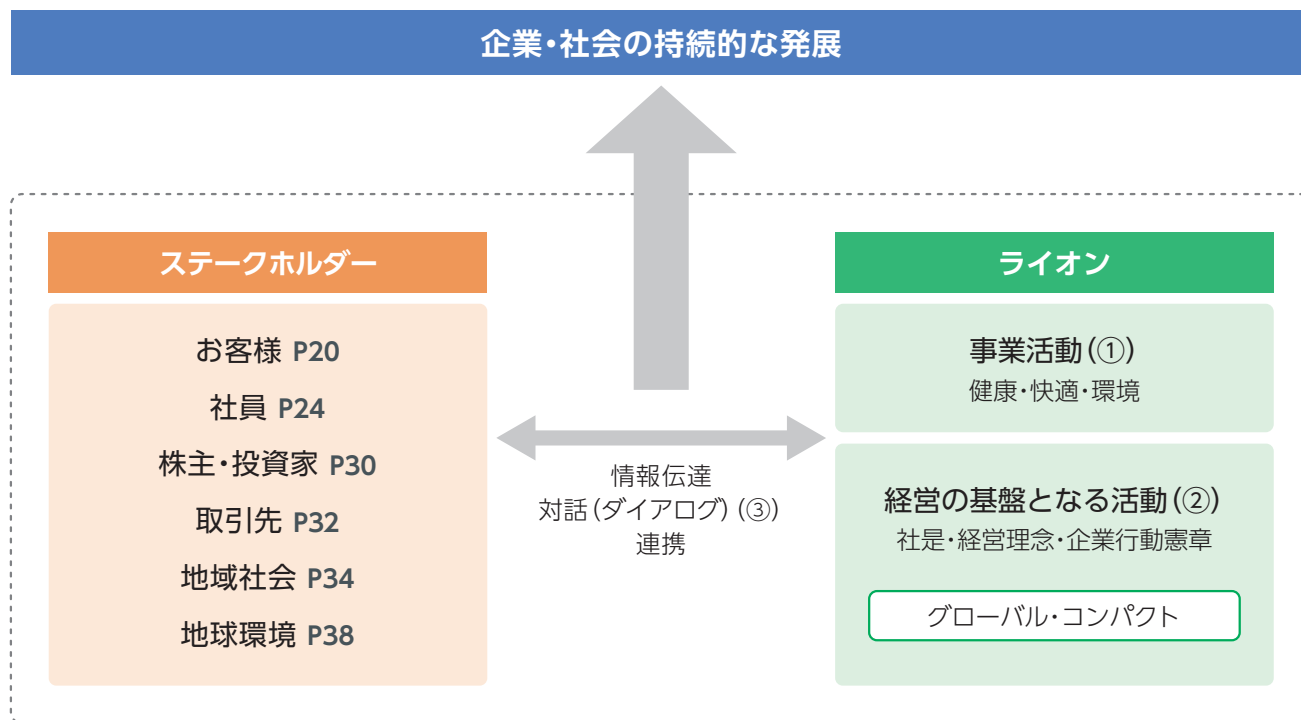 企業・社会の持続的な発展
ステークホルダー
お客様 P20
社員 P24
株主・投資家 P30
取引先 P32
地域社会 P34
地球環境 P38
情報伝達
対話(ダイアログ)(③)
連携
ライオン
事業活動(①)
健康・快適・環境
経営の基盤となる活動(②)
社是・経営理念・企業行動憲章
グローバル・コンパクト